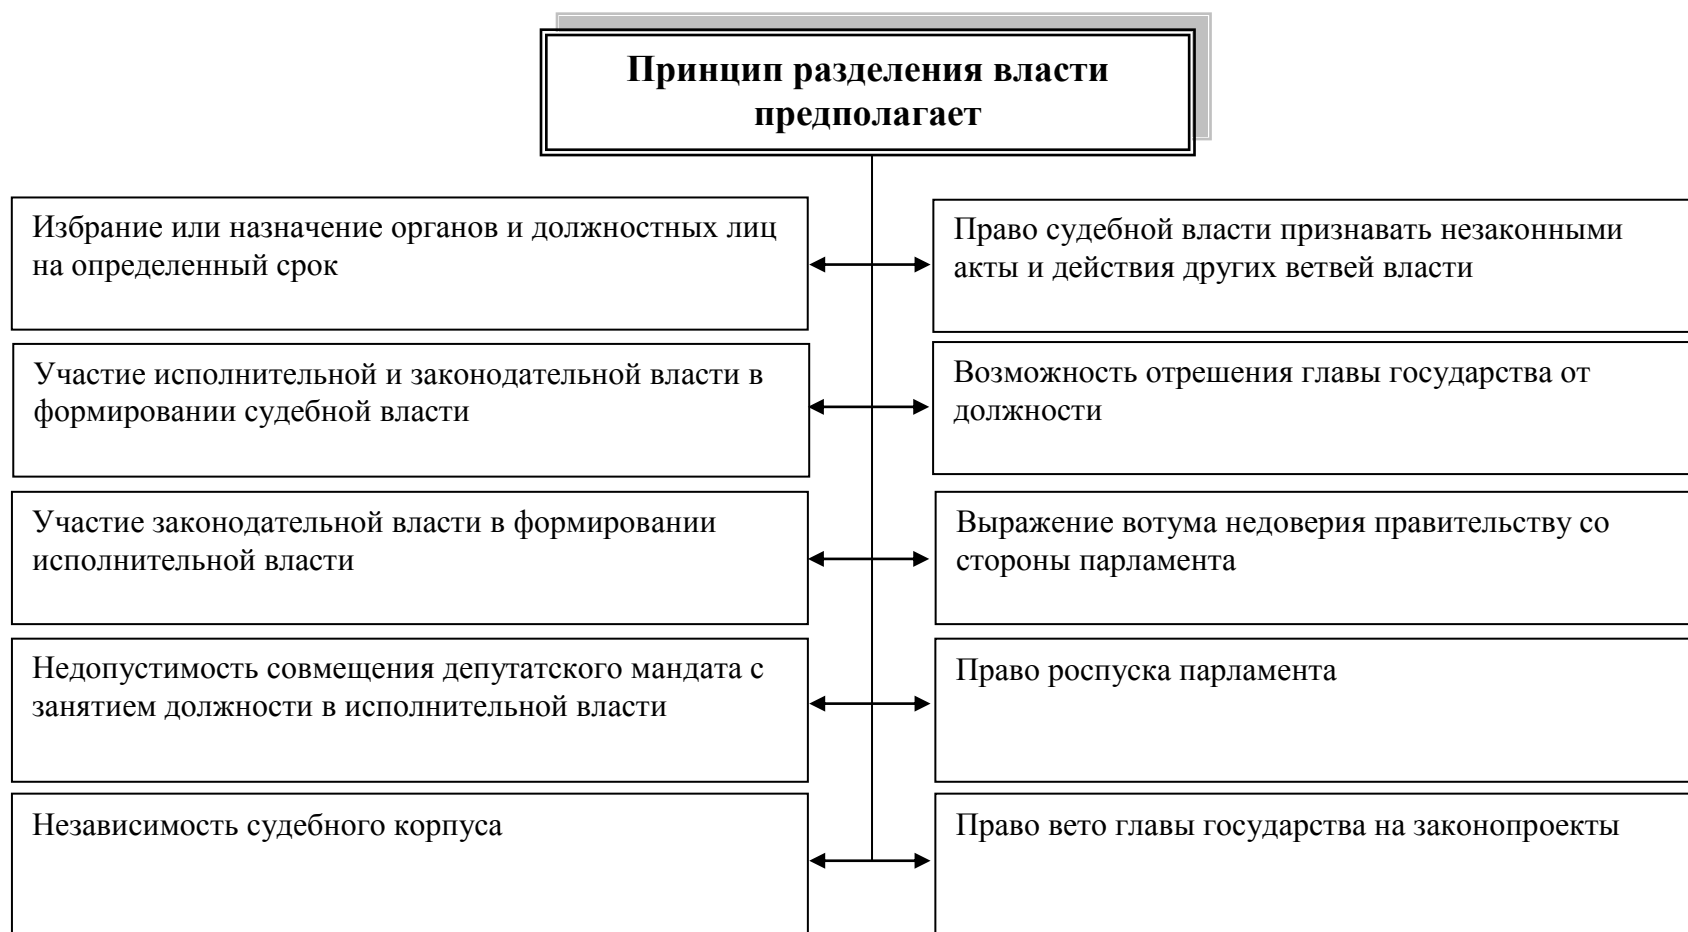 Принцип разделения власти
предполагает
Избрание или назначение органов и должностных лиц
на определенный срок
Право судебной власти признавать незаконными
акты и действия других ветвей власти
Участие исполнительной и законодательной власти в
формировании судебной власти
Возможность отрешения главы государства от
должности
Участие законодательной власти в формировании
исполнительной власти
Выражение вотума недоверия правительству со
стороны парламента
Недопустимость совмещения депутатского мандата с
занятием должности в исполнительной власти
Право роспуска парламента
Независимость судебного корпуса
Право вето главы государства на законопроекты